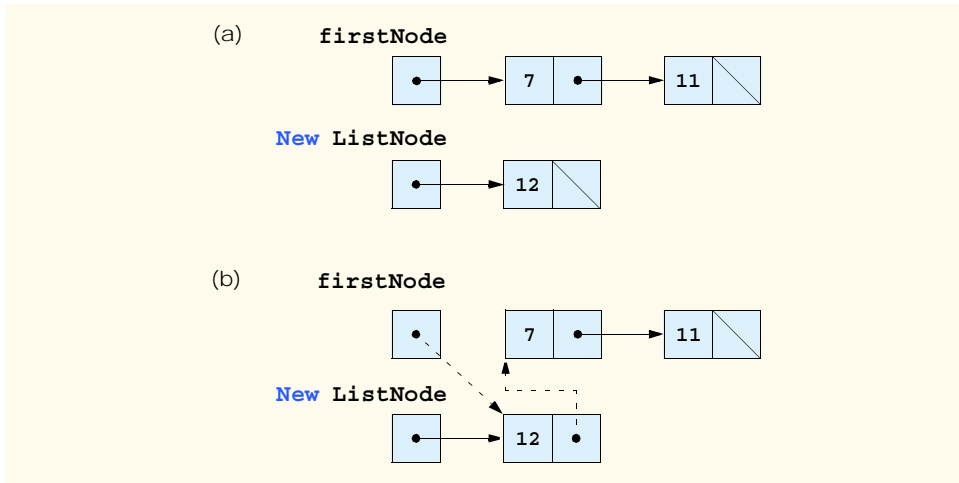 (a) firstNode
7 11
New ListNode
12
(b) firstNode
7 11
New ListNode
12